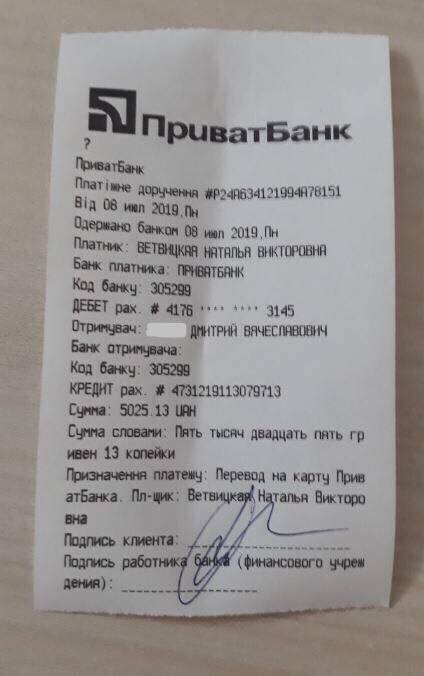 ПриватБанк
?
ПриватБанк
Платiжне доручення #P24A634121994A78151
Вiд 08 июл 2019,Пн
Одержано банком 08 июл 2019,Пн
Платник: ВЕТВИЦКАЯ НАТАЛЬЯ ВИКТОРОВНА
Банк платника: ПРИВАТБАНК
Код банку: 305299
ДЕБЕТ рах. # 4176 **** **** 3145
Отримувач: ДМИТРИЙ ВЯЧЕСЛАВОВИЧ
Банк отримувача:
Код банку: 305299
КРЕДИТ рах. # 4731219113079713
Сумма: 5025.13 UAH
Сумма словами: Пять тысяч двадцать пять гр
ивен 13 копейки
Призначення платежу: Перевод на карту Прив
атБанка. Пл-щик: Ветвицкая Наталья Викторо
вна
Подпись клиента:
Подпись работника банка (финансового учреж
дения):